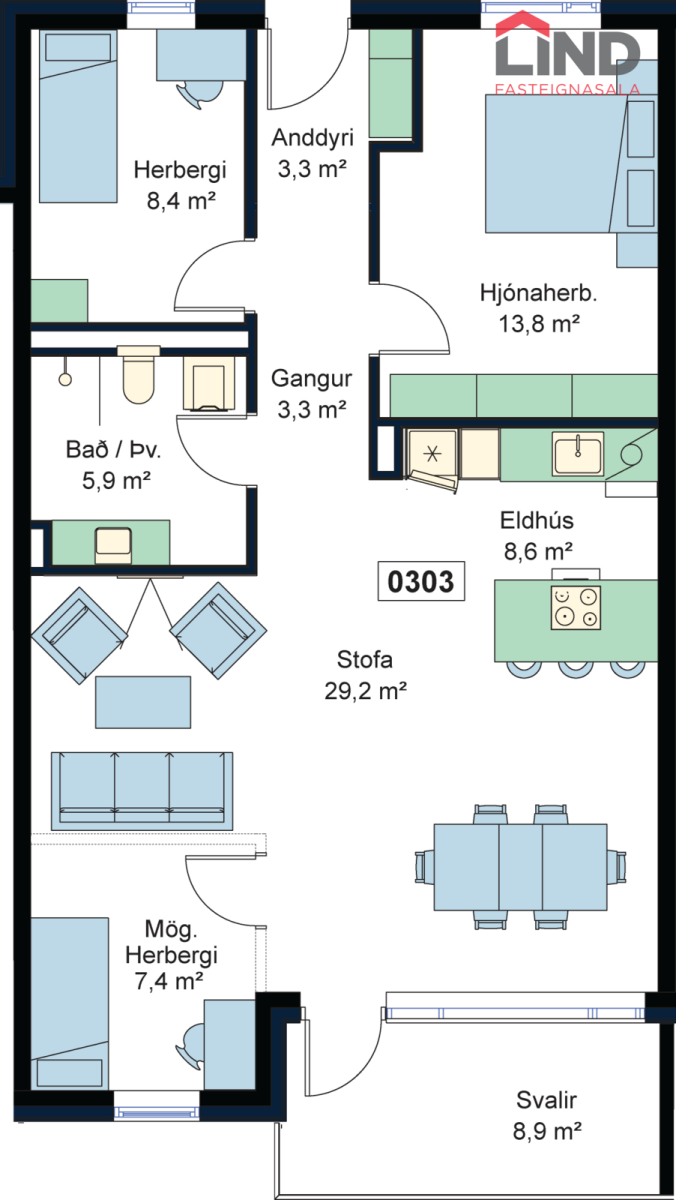 LIND
FASTEIGNASALA
Anddyri
3,3 m²
Herbergi
8,4 m²
Hjónaherb.
13,8 m²
Gangur
3,3 m²
Bað / Þv.
5,9 m²
Eldhús
8,6 m²
0303
Stofa
29,2 m²
Mög.
Herbergi
7,4 m²
Svalir
8,9 m²